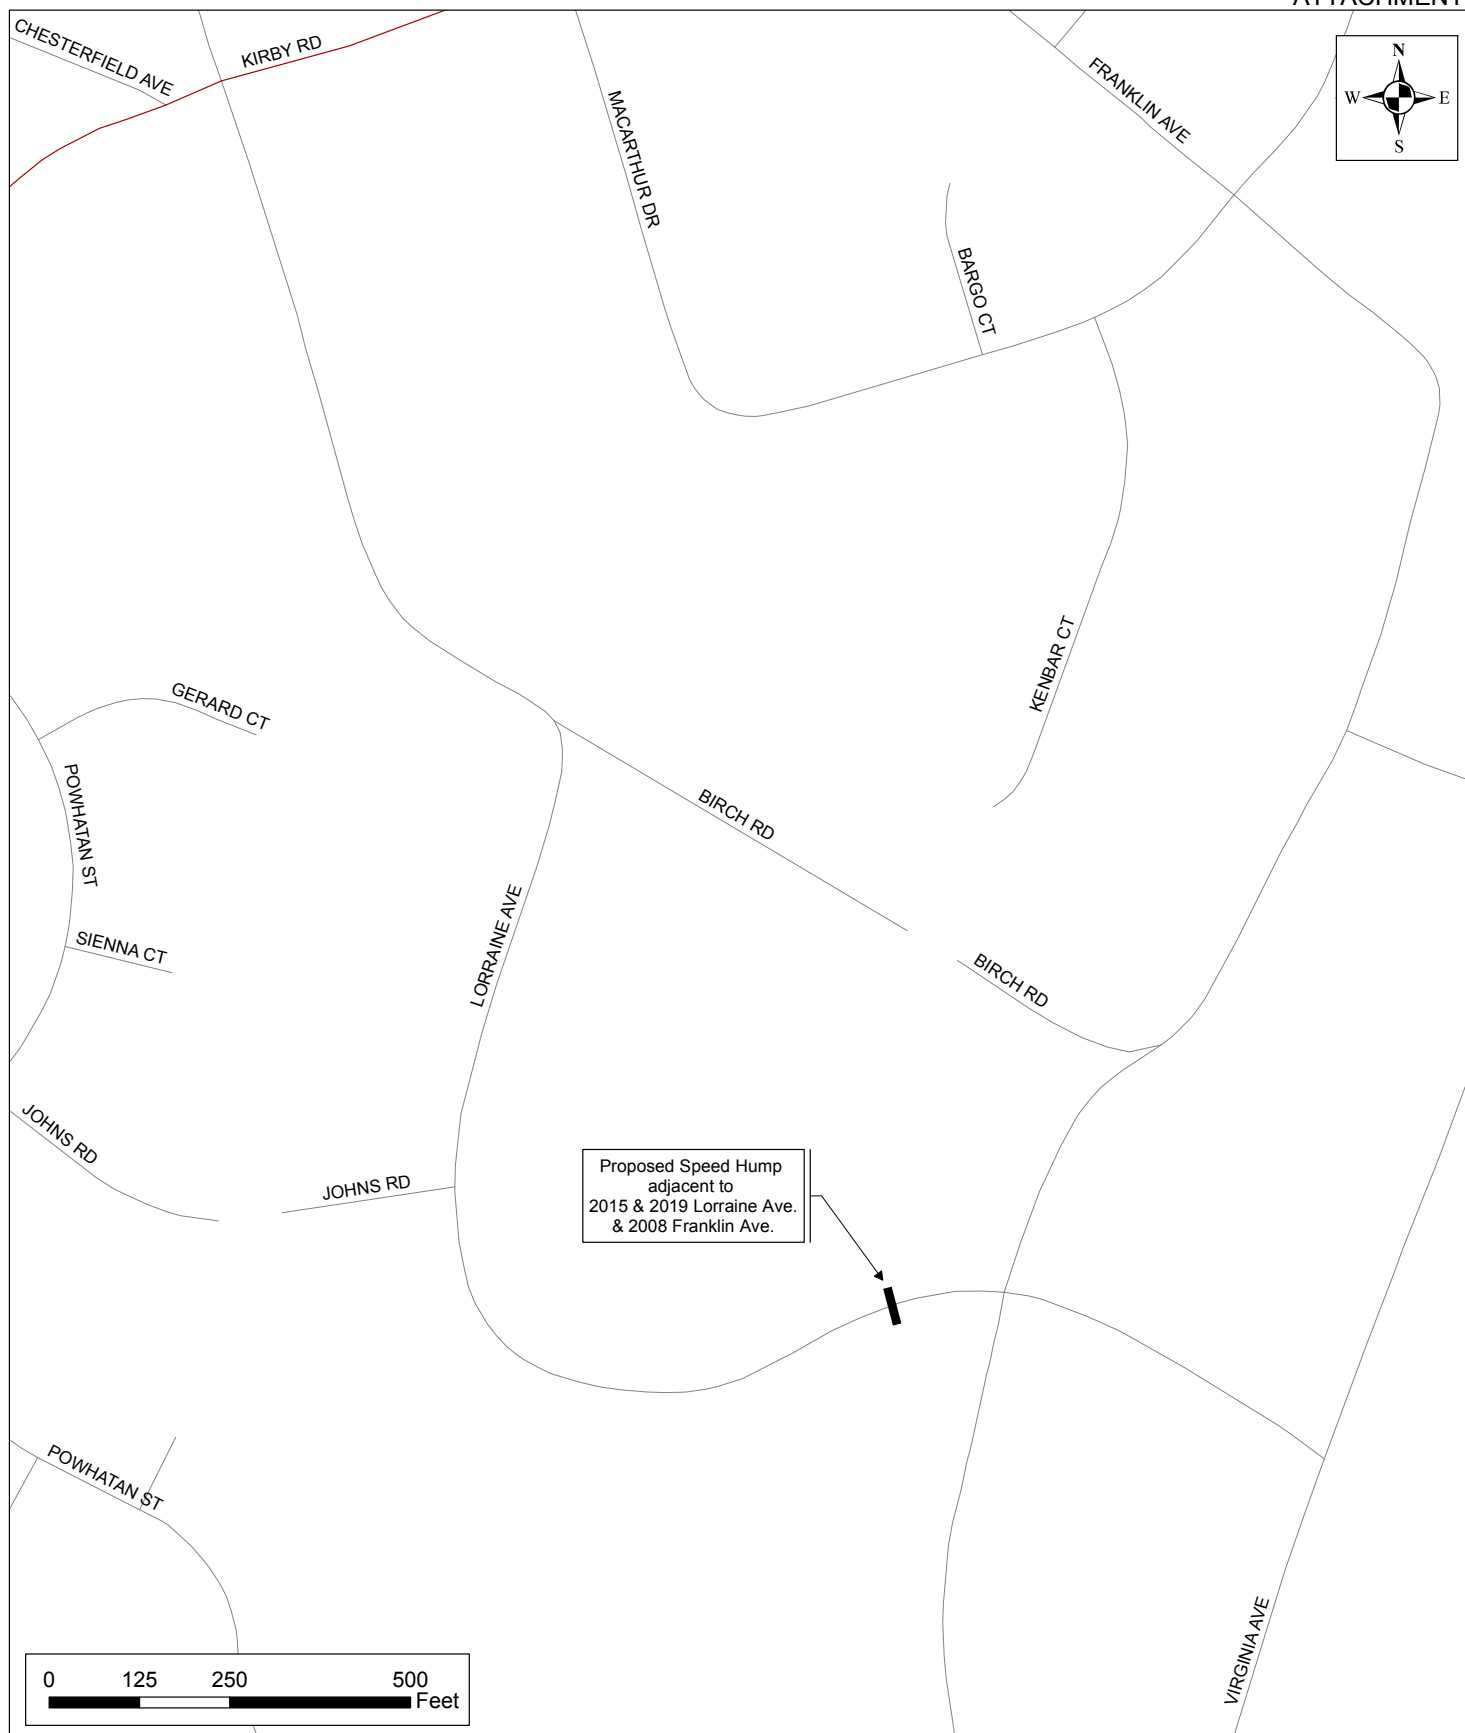 ATTACHMENT
CHESTERFIELD AVE
KIRBY RD
MACARTHUR DR
FRANKLIN AVE
N
W E
S
BARGO CT
KENBAR CT
GERARD CT
POWHATAN ST
BIRCH RD
LORRAINE AVE
SIENNA CT
BIRCH RD
JOHNS RD
JOHNS RD
Proposed Speed Hump
adjacent to
2015 & 2019 Lorraine Ave.
& 2008 Franklin Ave.
POWHATAN ST
VIRGINIA AVE
0 125 250 500
Feet